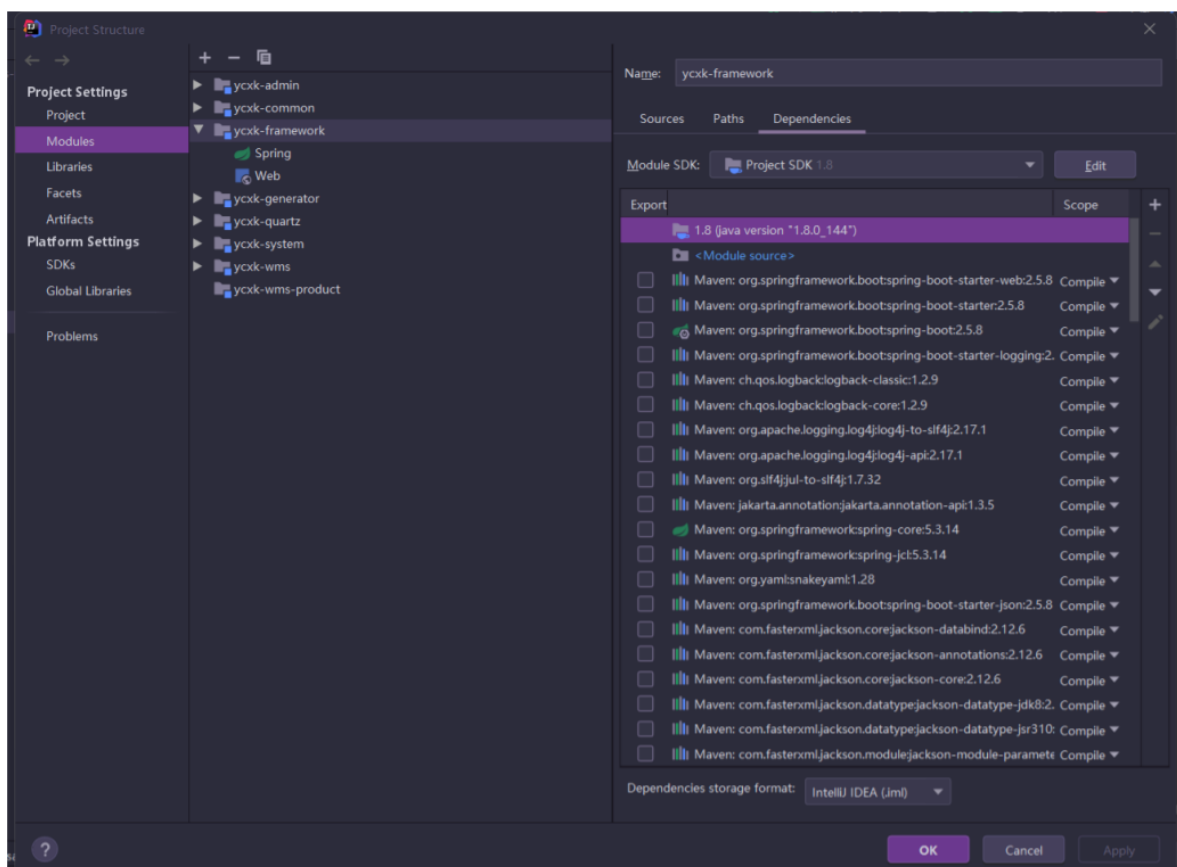 Project Structure
Project Settings
Project
Modules
Libraries
Facets
Artifacts
Platform Settings
SDKs
Global Libraries
Problems
ycxk-admin
ycxk-common
ycxk-framework
Spring
Web
ycxk-generator
ycxk-quartz
ycxk-system
ycxk-wms
ycxk-wms-product
Name: ycxk-framework
Sources Paths Dependencies
Module SDK: Project SDK 1.8 Edit
Export Scope
1.8 (java version "1.8.0_144")
<Module source>
Maven: org.springframework.boot:spring-boot-starter-web:2.5.8 Compile
Maven: org.springframework.boot:spring-boot-starter:2.5.8 Compile
Maven: org.springframework.boot:spring-boot:2.5.8 Compile
Maven: org.springframework.boot:spring-boot-starter-logging:2. Compile
Maven: ch.qos.logback:logback-classic:1.2.9 Compile
Maven: ch.qos.logback:logback-core:1.2.9 Compile
Maven: org.apache.logging.log4j:log4j-to-slf4j:2.17.1 Compile
Maven: org.apache.logging.log4j:log4j-api:2.17.1 Compile
Maven: org.slf4j:jul-to-slf4j:1.7.32 Compile
Maven: jakarta.annotation:jakarta.annotation-api:1.3.5 Compile
Maven: org.springframework:spring-core:5.3.14 Compile
Maven: org.springframework:spring-jcl:5.3.14 Compile
Maven: org.yaml:snakeyaml:1.28 Compile
Maven: org.springframework.boot:spring-boot-starter-json:2.5.8 Compile
Maven: com.fasterxml.jackson.core:jackson-databind:2.12.6 Compile
Maven: com.fasterxml.jackson.core:jackson-annotations:2.12.6 Compile
Maven: com.fasterxml.jackson.core:jackson-core:2.12.6 Compile
Maven: com.fasterxml.jackson.datatype:jackson-datatype-jdk8:2. Compile
Maven: com.fasterxml.jackson.datatype:jackson-datatype-jsr310: Compile
Maven: com.fasterxml.jackson.module:jackson-module-paramete Compile
Dependencies storage format: IntelliJ IDEA (.iml)
? OK Cancel Apply